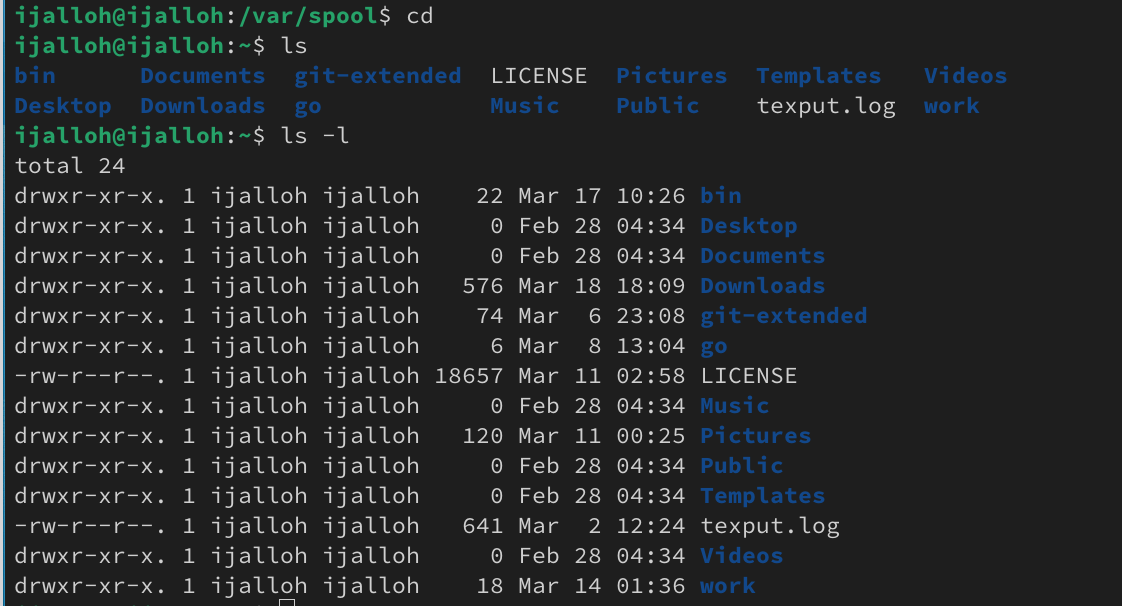 ijalloh@ijalloh:/var/spool$ cd
ijalloh@ijalloh:~$ ls
bin      Documents  git-extended  LICENSE  Pictures  Templates   Videos
Desktop  Downloads  go            Music    Public    texput.log  work
ijalloh@ijalloh:~$ ls -l
total 24
drwxr-xr-x. 1 ijalloh ijalloh    22 Mar 17 10:26 bin
drwxr-xr-x. 1 ijalloh ijalloh     0 Feb 28 04:34 Desktop
drwxr-xr-x. 1 ijalloh ijalloh     0 Feb 28 04:34 Documents
drwxr-xr-x. 1 ijalloh ijalloh   576 Mar 18 18:09 Downloads
drwxr-xr-x. 1 ijalloh ijalloh    74 Mar  6 23:08 git-extended
drwxr-xr-x. 1 ijalloh ijalloh     6 Mar  8 13:04 go
-rw-r--r--. 1 ijalloh ijalloh 18657 Mar 11 02:58 LICENSE
drwxr-xr-x. 1 ijalloh ijalloh     0 Feb 28 04:34 Music
drwxr-xr-x. 1 ijalloh ijalloh   120 Mar 11 00:25 Pictures
drwxr-xr-x. 1 ijalloh ijalloh     0 Feb 28 04:34 Public
drwxr-xr-x. 1 ijalloh ijalloh     0 Feb 28 04:34 Templates
-rw-r--r--. 1 ijalloh ijalloh   641 Mar  2 12:24 texput.log
drwxr-xr-x. 1 ijalloh ijalloh     0 Feb 28 04:34 Videos
drwxr-xr-x. 1 ijalloh ijalloh    18 Mar 14 01:36 work